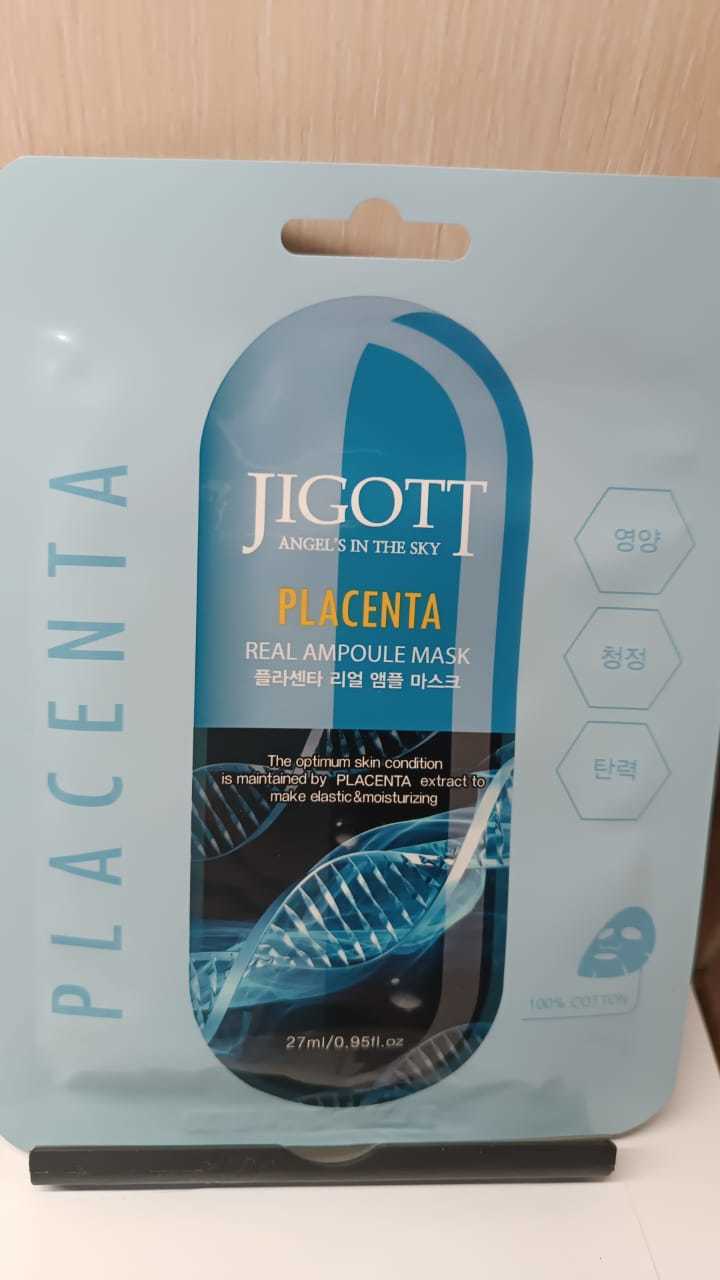 PLACENTA
JIGOTT
ANGEL'S IN THE SKY
PLACENTA
REAL AMPOULE MASK
플라센타 리얼 앰플 마스크
The optimum skin condition
is maintained by PLACENTA extract to
make elastic&moisturizing
27ml/0.95fl.oz
영양
청정
탄력
100% COTTON